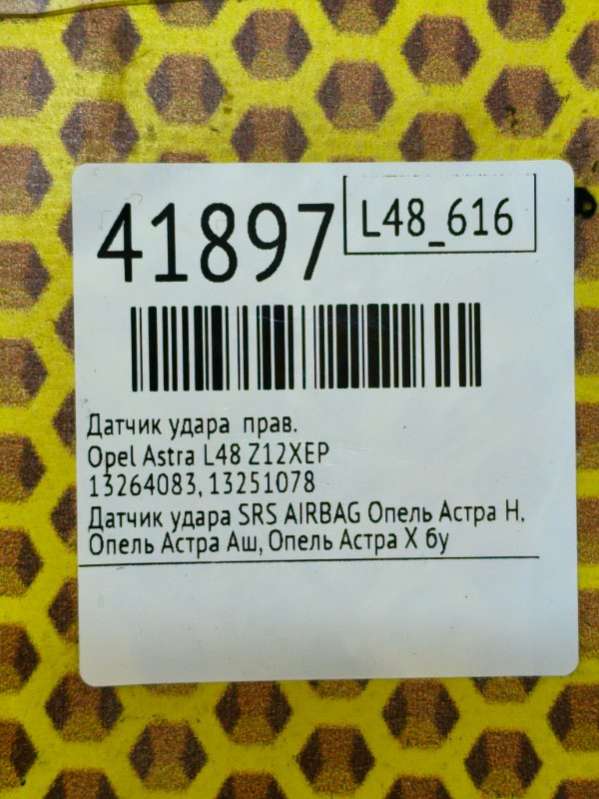 41897
L48_616
Датчик удара прав.
Opel Astra L48 Z12XEP
13264083, 13251078
Датчик удара SRS AIRBAG Опель Астра Н,
Опель Астра Аш, Опель Астра Х бу